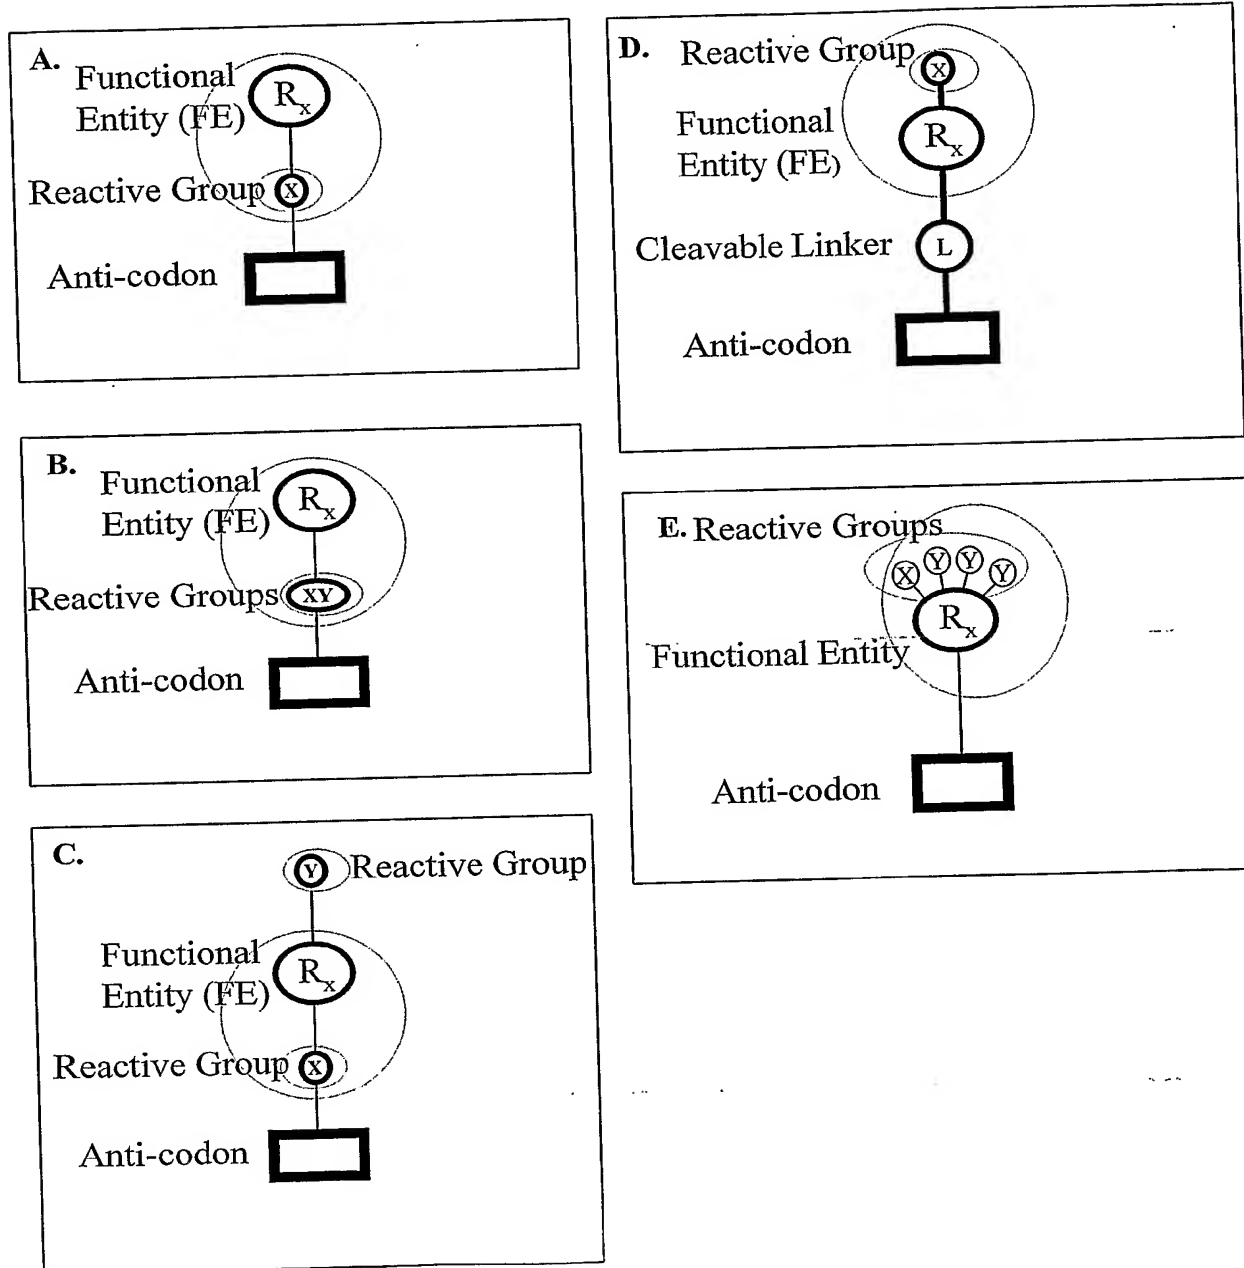 A.
Functional
Entity (FE)
Rx
Reactive Group
X
Anti-codon
B.
Functional
Entity (FE)
Rx
Reactive Groups
XY
Anti-codon
C.
Y
Reactive Group
Functional
Entity (FE)
Rx
Reactive Group
X
Anti-codon
D.
Reactive Group
X
Functional
Entity (FE)
Rx
Cleavable Linker
L
Anti-codon
E. Reactive Groups
X Y Y Y
Rx
Functional Entity
Anti-codon